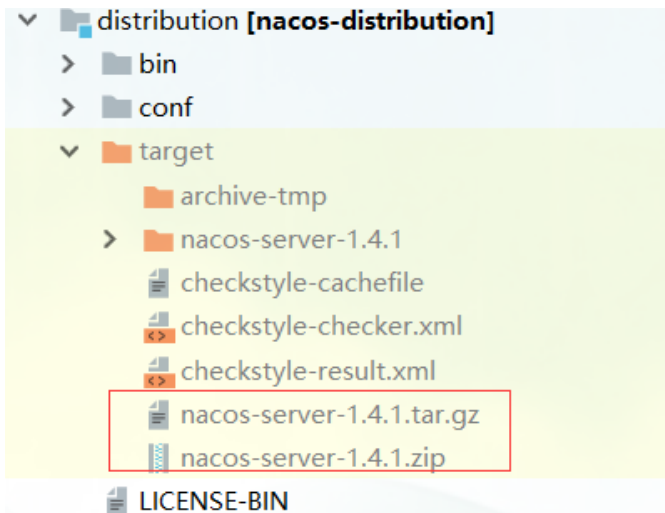 distribution [nacos-distribution]
bin
conf
target
archive-tmp
nacos-server-1.4.1
checkstyle-cachefile
checkstyle-checker.xml
checkstyle-result.xml
nacos-server-1.4.1.tar.gz
nacos-server-1.4.1.zip
LICENSE-BIN